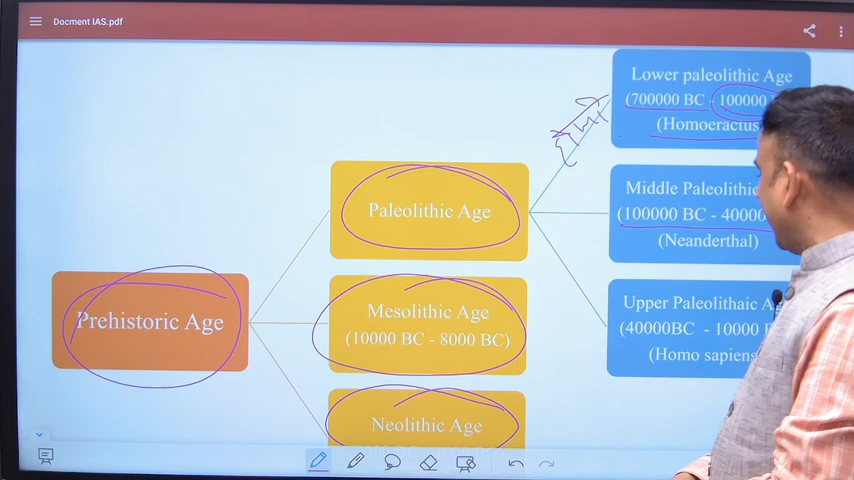 Docment IAS.pdf
Lower paleolithic Age
(700000 BC - 100000
(Homoeractus
Paleolithic Age
Middle Paleolithic
(100000 BC - 40000
(Neanderthal)
Prehistoric Age
Mesolithic Age
(10000 BC - 8000 BC)
Upper Paleolithaic
(40000BC - 10000
(Homo sapiens
Neolithic Age